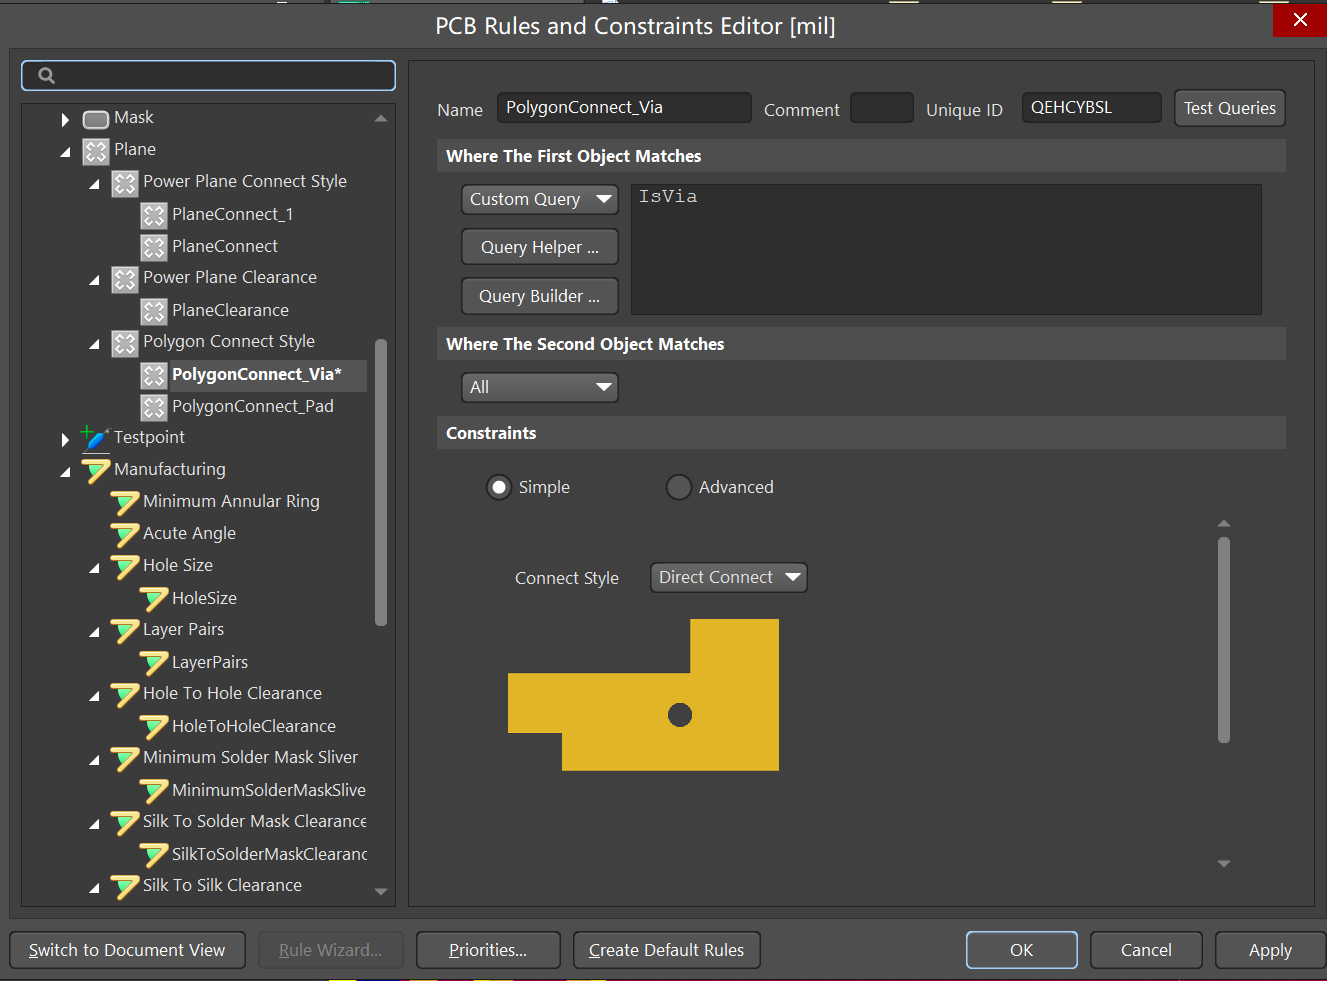 PCB Rules and Constraints Editor [mil]
Mask
Plane
Power Plane Connect Style
PlaneConnect_1
PlaneConnect
Power Plane Clearance
PlaneClearance
Polygon Connect Style
PolygonConnect_Via*
PolygonConnect_Pad
Testpoint
Manufacturing
Minimum Annular Ring
Acute Angle
Hole Size
HoleSize
Layer Pairs
LayerPairs
Hole To Hole Clearance
HoleToHoleClearance
Minimum Solder Mask Sliver
MinimumSolderMaskSlive
Silk To Solder Mask Clearance
SilkToSolderMaskClearanc
Silk To Silk Clearance
Name PolygonConnect_Via Comment Unique ID QEHCYBSL Test Queries
Where The First Object Matches
Custom Query IsVia
Query Helper ...
Query Builder ...
Where The Second Object Matches
All
Constraints
Simple Advanced
Connect Style Direct Connect
Switch to Document View Rule Wizard... Priorities... Create Default Rules OK Cancel Apply